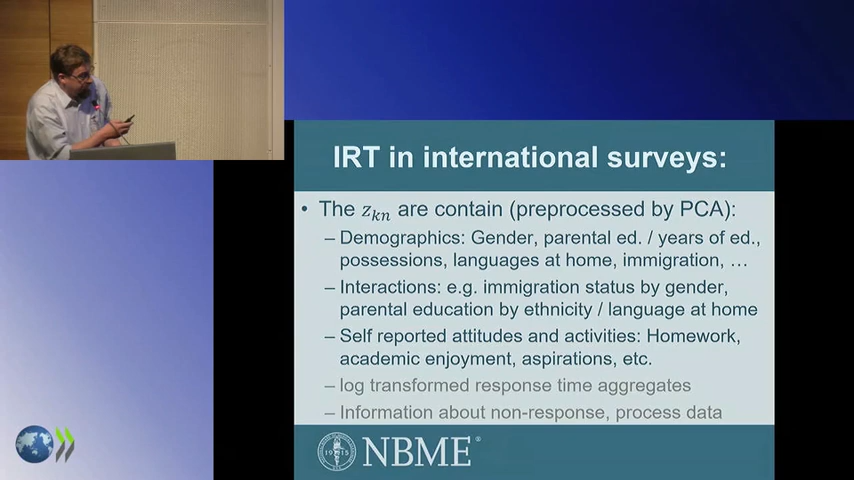 IRT in international surveys:
• The z_kn are contain (preprocessed by PCA):
– Demographics: Gender, parental ed. / years of ed.,
possessions, languages at home, immigration, …
– Interactions: e.g. immigration status by gender,
parental education by ethnicity / language at home
– Self reported attitudes and activities: Homework,
academic enjoyment, aspirations, etc.
– log transformed response time aggregates
– Information about non-response, process data
NBME®